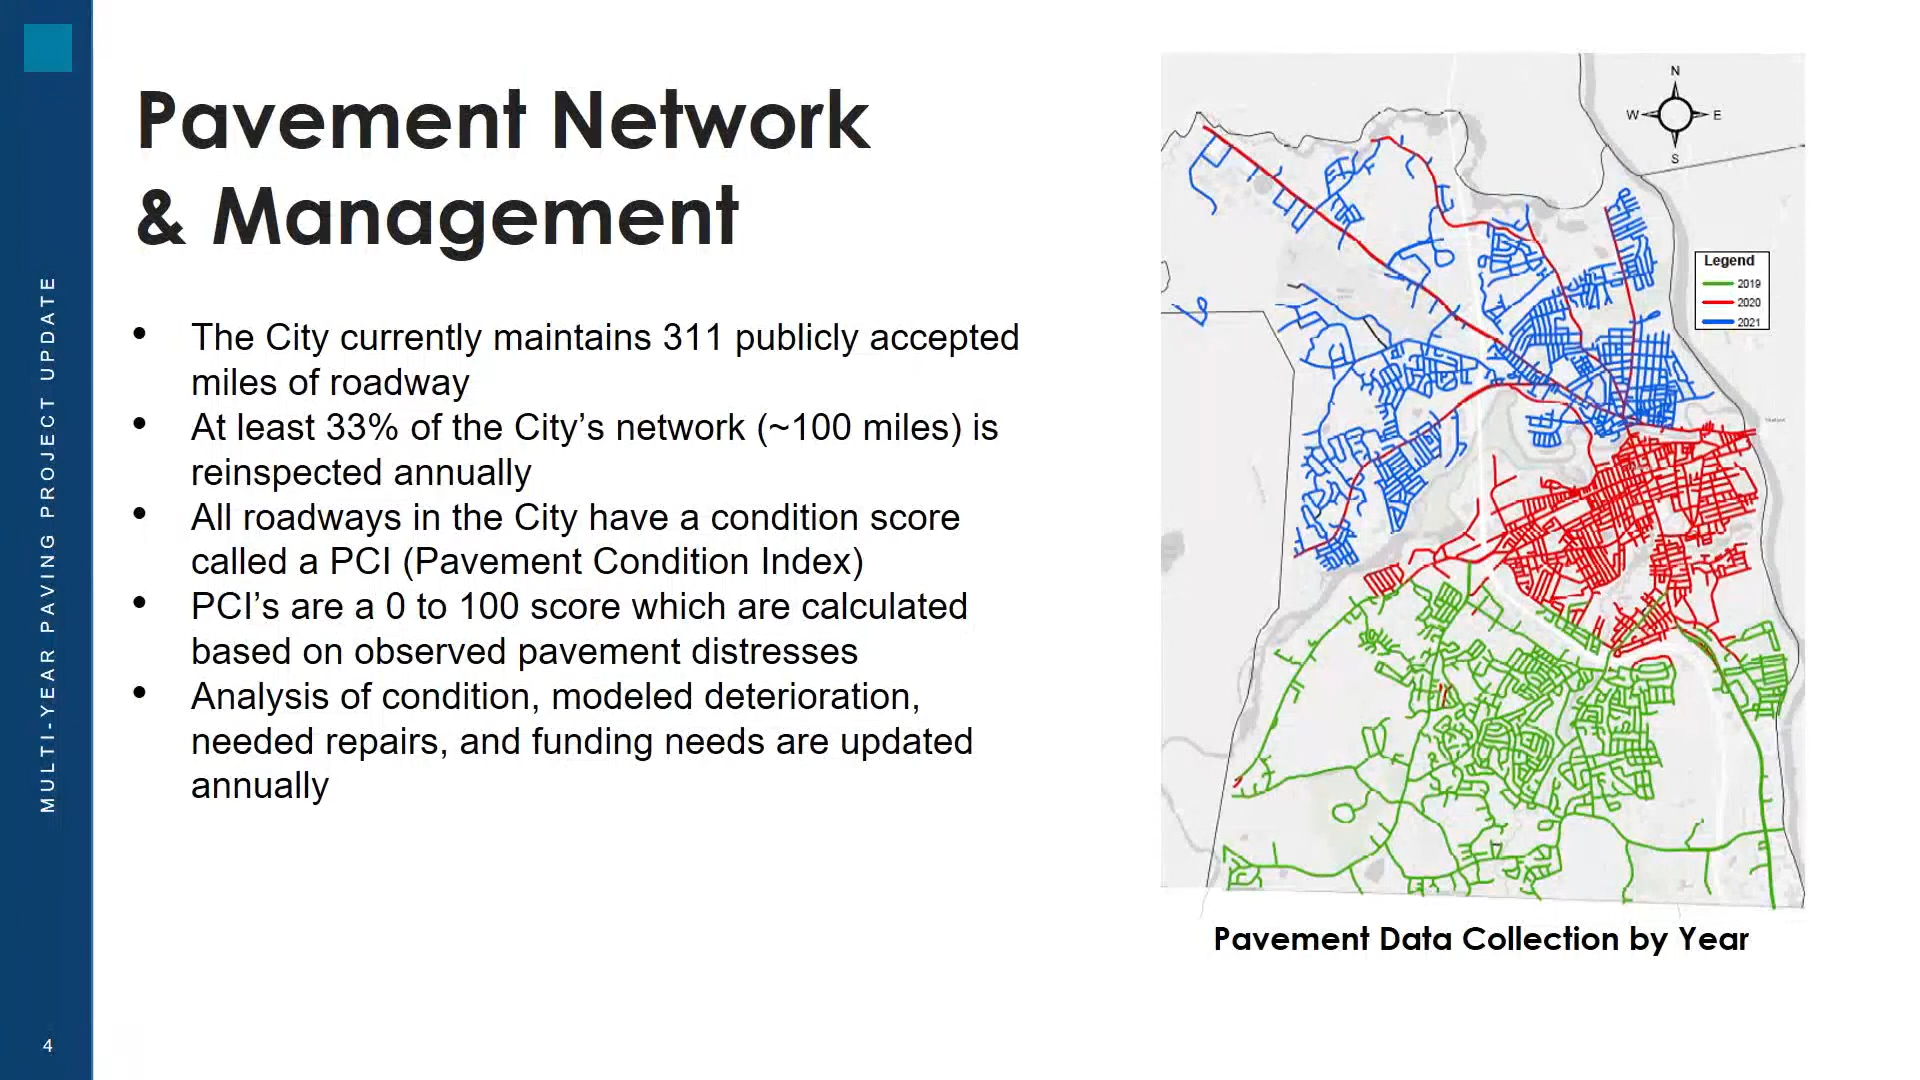 MULTI-YEAR PAVING PROJECT UPDATE
4
Pavement Network
& Management
• The City currently maintains 311 publicly accepted
miles of roadway
• At least 33% of the City’s network (~100 miles) is
reinspected annually
• All roadways in the City have a condition score
called a PCI (Pavement Condition Index)
• PCI’s are a 0 to 100 score which are calculated
based on observed pavement distresses
• Analysis of condition, modeled deterioration,
needed repairs, and funding needs are updated
annually
N
W E
S
Legend
2019
2020
2021
Pavement Data Collection by Year